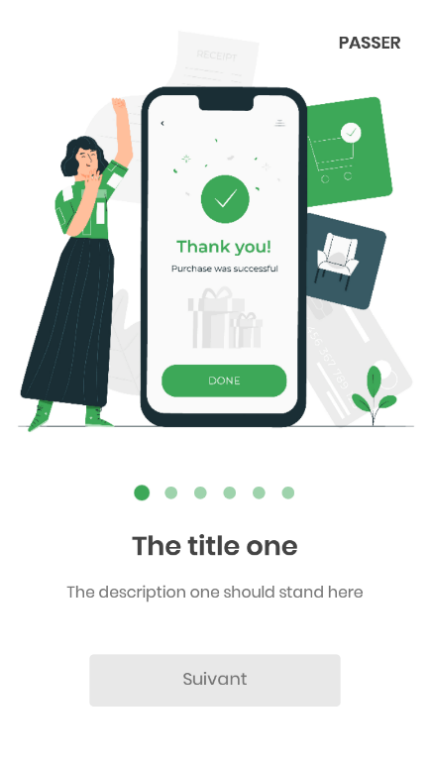 RECEIPT
PASSER
Thank you!
Purchase was successful
DONE
The title one
The description one should stand here
Suivant